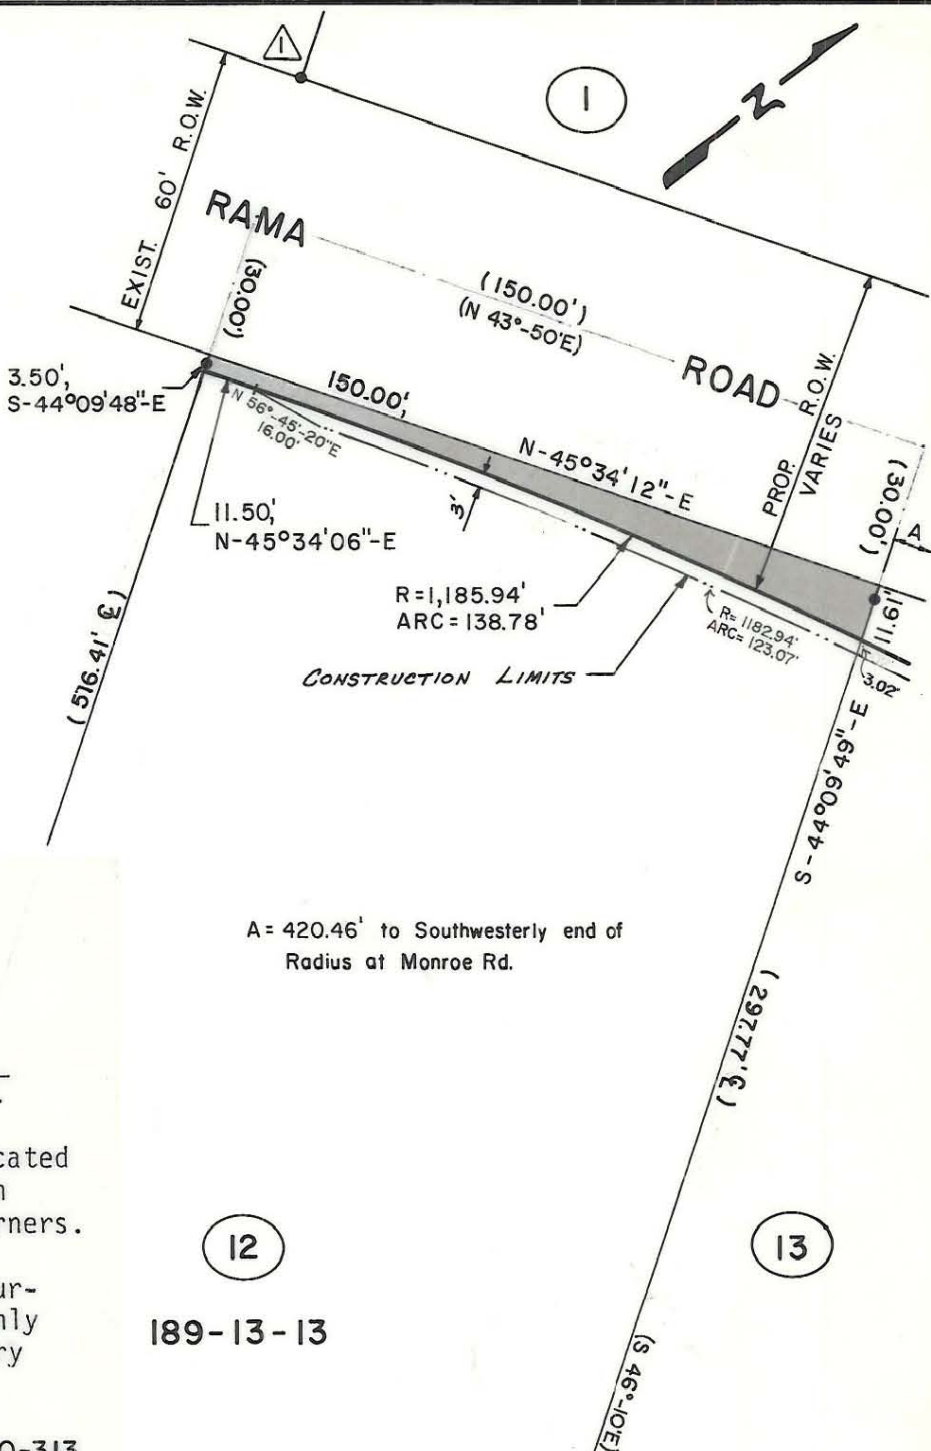 1
1
N
EXIST. 60' R.O.W.
RAMA
ROAD
(30.00')
(150.00')
(N 43°-50'E)
3.50',
S-44°09'48"-E
150.00',
N-45°34'12"-E
N 56°-45'-20"E
16.00'
PROP. R.O.W.
VARIES
(30.00')
A
11.50',
N-45°34'06"-E
3'
19.11'
R=1,185.94'
ARC=138.78'
R= 1182.94'
ARC= 123.07'
3.02'
CONSTRUCTION LIMITS
(516.41' ℄)
S-44°09'49"-E
A = 420.46' to Southwesterly end of
Radius at Monroe Rd.
(297.77' ℄)
cated
n
rners.
ur-
nly
ry
12
13
189-13-13
(S 46°-10'E)
0-313